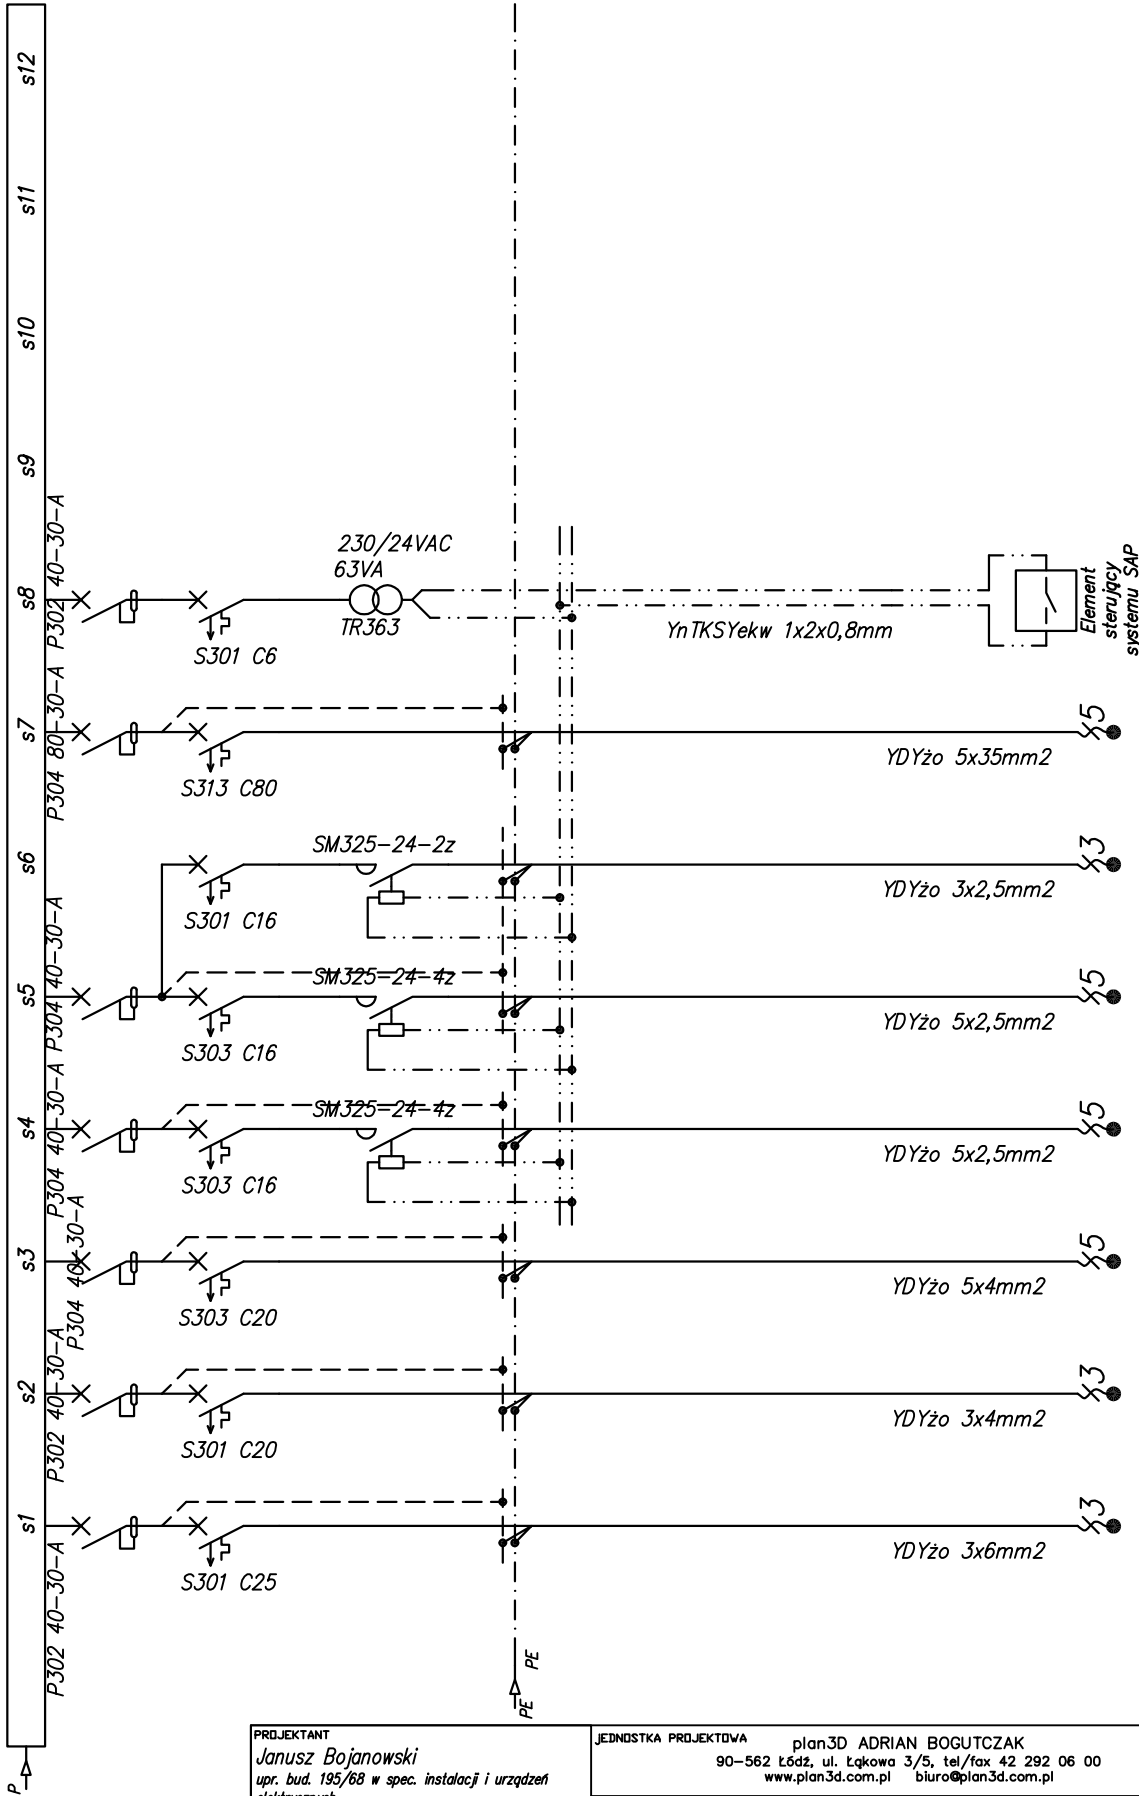 s12
s11
s10
s9
s8
P302 40-30-A
230/24VAC
63VA
TR363
S301 C6
YnTKSYekw 1x2x0,8mm
Element
sterujący
systemu SAP
s7
P304 80-30-A
S313 C80
YDYżo 5x35mm2
5
s6
SM325-24-2z
S301 C16
YDYżo 3x2,5mm2
3
s5
P304 40-30-A
SM325-24-4z
S303 C16
YDYżo 5x2,5mm2
5
s4
P304 40-30-A
SM325-24-4z
S303 C16
YDYżo 5x2,5mm2
5
s3
P304 40-30-A
S303 C20
YDYżo 5x4mm2
5
s2
P302 40-30-A
S301 C20
YDYżo 3x4mm2
3
s1
P302 40-30-A
S301 C25
YDYżo 3x6mm2
3
PE
PE
P
PROJEKTANT
Janusz Bojanowski
upr. bud. 195/68 w spec. instalacji i urządzeń
JEDNOSTKA PROJEKTOWA
plan3D ADRIAN BOGUTCZAK
90-562 Łódź, ul. Łąkowa 3/5, tel/fax 42 292 06 00
www.plan3d.com.pl biuro@plan3d.com.pl